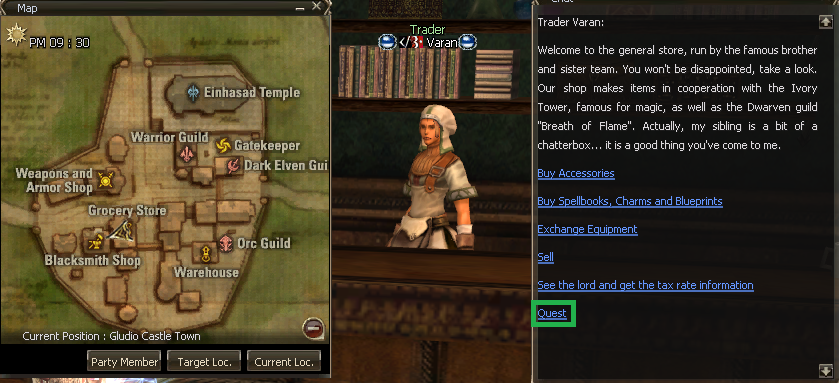 Map
PM 09 : 30
Einhasad Temple
Warrior Guild
Gatekeeper
Dark Elven Gui
Weapons and
Armor Shop
Grocery Store
Orc Guild
Blacksmith Shop
Warehouse
Current Position : Gludio Castle Town
Party Member
Target Loc.
Current Loc.
Trader
Varan
Trader Varan:
Welcome to the general store, run by the famous brother
and sister team. You won't be disappointed, take a look.
Our shop makes items in cooperation with the Ivory
Tower, famous for magic, as well as the Dwarven guild
"Breath of Flame". Actually, my sibling is a bit of a
chatterbox... it is a good thing you've come to me.
Buy Accessories
Buy Spellbooks, Charms and Blueprints
Exchange Equipment
Sell
See the lord and get the tax rate information
Quest